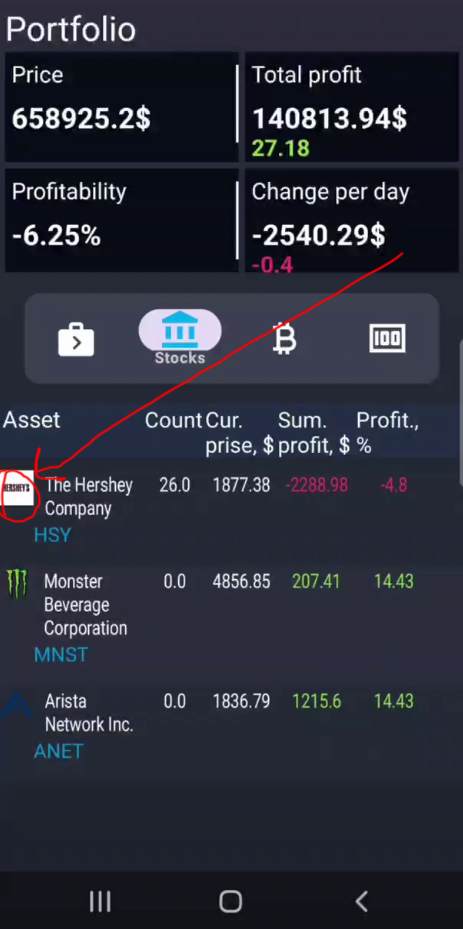 Portfolio
Price
658925.2$
Total profit
140813.94$
27.18
Profitability
-6.25%
Change per day
-2540.29$
-0.4
100
Stocks
Asset
Count
Cur.
prise, $
Sum.
profit, $
Profit.,
%
HERSHEY'S
The Hershey
Company
HSY
26.0
1877.38
-2288.98
-4.8
Monster
Beverage
Corporation
MNST
0.0
4856.85
207.41
14.43
Arista
Network Inc.
ANET
0.0
1836.79
1215.6
14.43